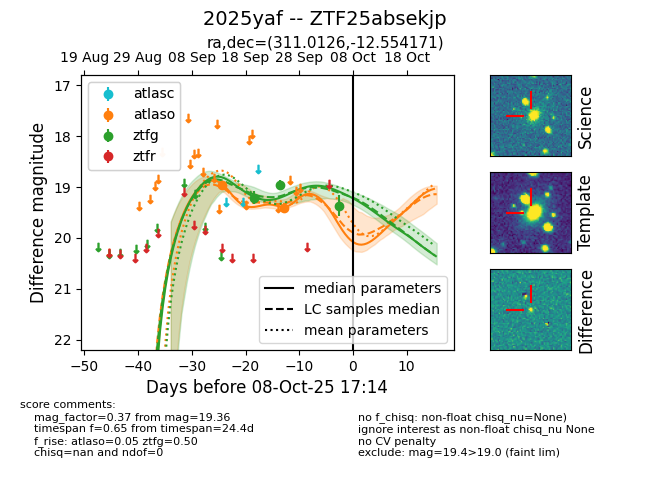 2025yaf -- ZTF25absekjp
ra,dec=(311.0126,-12.554171)
19 Aug 29 Aug 08 Sep 18 Sep 28 Sep 08 Oct 18 Oct
Difference magnitude
17
18
19
20
21
22
atlasc
atlaso
ztfg
ztfr
median parameters
LC samples median
mean parameters
−50 −40 −30 −20 −10 0 10
Days before 08-Oct-25 17:14
Science
Template
Difference
score comments:
mag_factor=0.37 from mag=19.36
timespan f=0.65 from timespan=24.4d
f_rise: atlaso=0.05 ztfg=0.50
chisq=nan and ndof=0
no f_chisq: non-float chisq_nu=None)
ignore interest as non-float chisq_nu None
no CV penalty
exclude: mag=19.4>19.0 (faint lim)